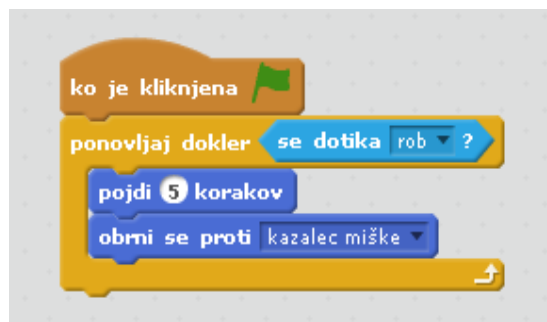 ko je kliknjena
ponovljaj dokler se dotika rob ?
pojdi 5 korakov
obrni se proti kazalec miške